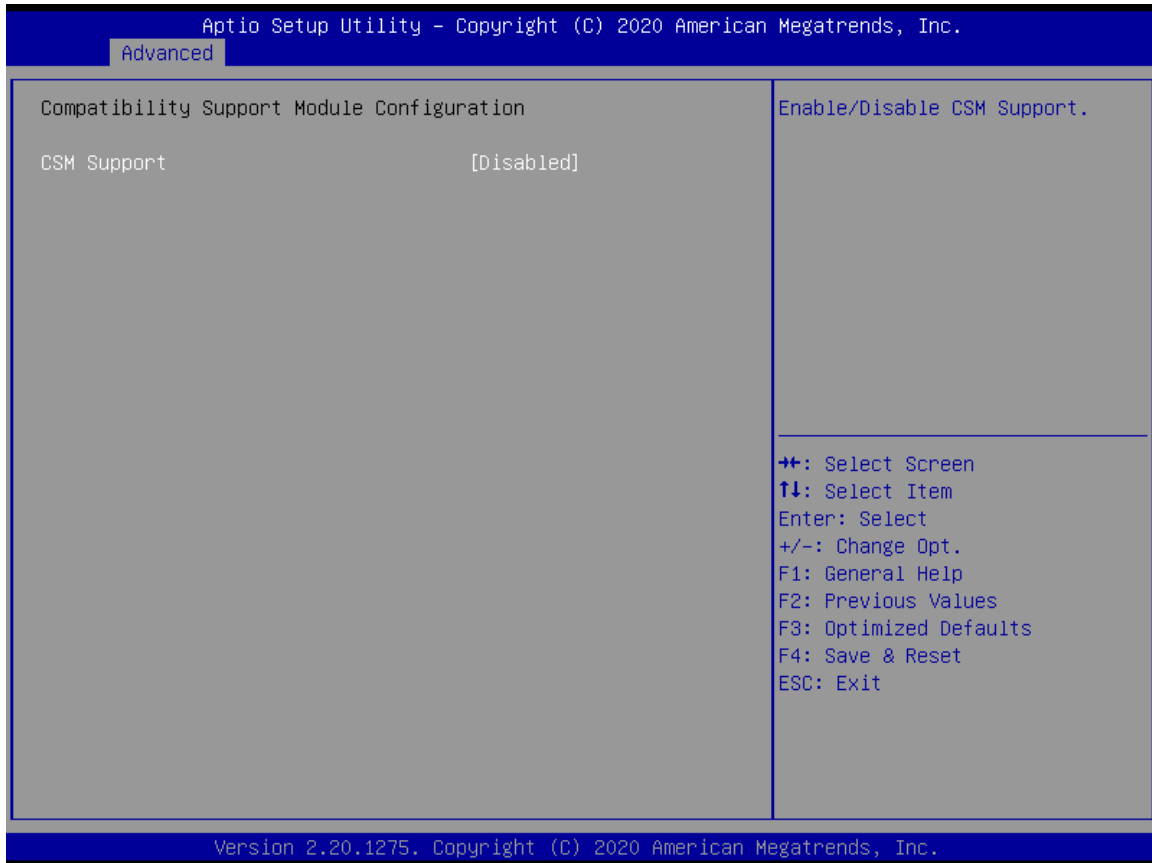 Aptio Setup Utility – Copyright (C) 2020 American Megatrends, Inc.
Advanced
Compatibility Support Module Configuration
CSM Support [Disabled]
Enable/Disable CSM Support.
→←: Select Screen
↑↓: Select Item
Enter: Select
+/-: Change Opt.
F1: General Help
F2: Previous Values
F3: Optimized Defaults
F4: Save & Reset
ESC: Exit
Version 2.20.1275. Copyright (C) 2020 American Megatrends, Inc.